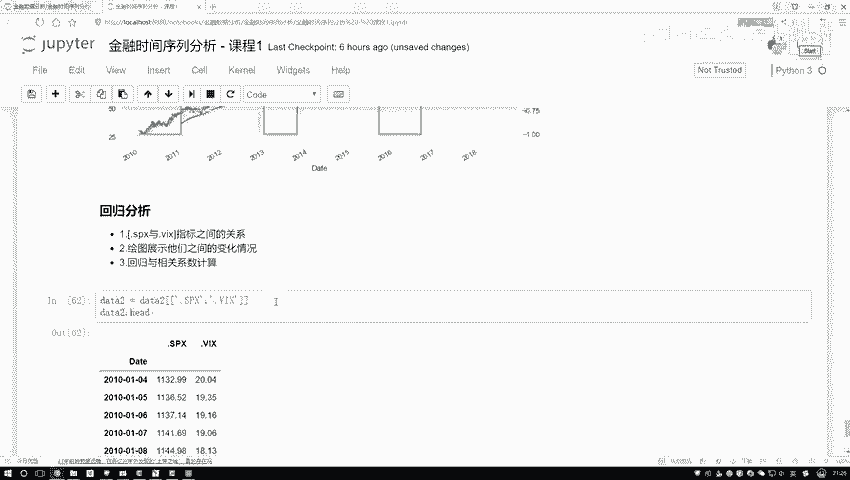 jupyter 金融时间序列分析 - 课程1 Last Checkpoint: 6 hours ago (unsaved changes)
File Edit View Insert Cell Kernel Widgets Help
Not Trusted
Python 3
Code
50
25
-0.75
-1.00
2010 2011 2012 2013 2014 2015 2016 2017 2018
Date
回归分析
1.[.spx与.vix]指标之间的关系
2.绘图展示他们之间的变化情况
3.回归与相关系数计算
In [62]: data2 = data2[['.SPX','.VIX']]
data2.head
Out[62]:
.SPX .VIX
Date
2010-01-04 1132.99 20.04
2010-01-05 1136.52 19.35
2010-01-06 1137.14 19.16
2010-01-07 1141.69 19.06
2010-01-08 1144.98 18.13